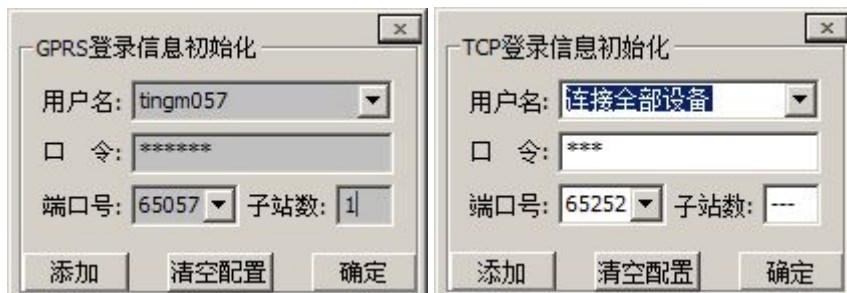 GPRS登录信息初始化
用户名: tingm057
口 令: ******
端口号: 65057 子站数: 1
添加 清空配置 确定
TCP登录信息初始化
用户名: 连接全部设备
口 令: ***
端口号: 65252 子站数: ---
添加 清空配置 确定